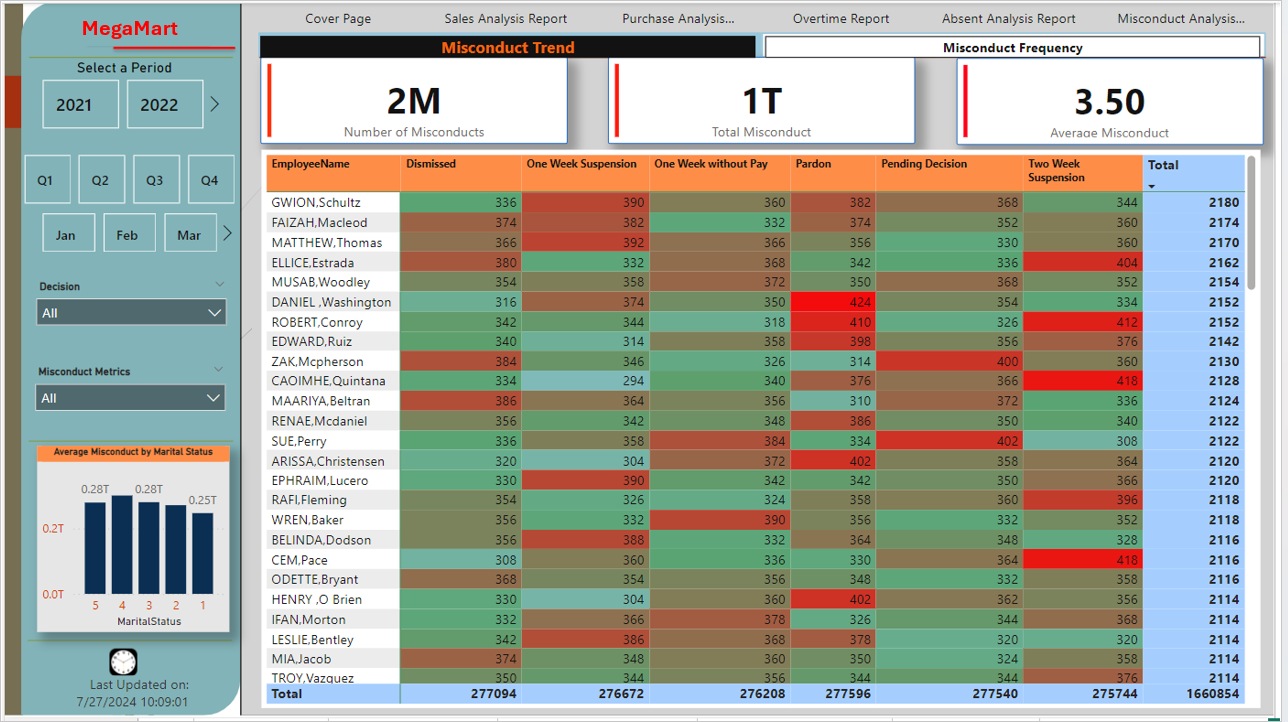 MegaMart
Cover Page Sales Analysis Report Purchase Analysis... Overtime Report Absent Analysis Report Misconduct Analysis...
Misconduct Trend Misconduct Frequency
Select a Period
2021 2022
Q1 Q2 Q3 Q4
Jan Feb Mar
Decision
All
Misconduct Metrics
All
Average Misconduct by Marital Status
0.28T 0.28T 0.25T
0.2T
0.0T
5 4 3 2 1
MaritalStatus
Last Updated on:
7/27/2024 10:09:01
2M 1T 3.50
Number of Misconducts Total Misconduct Average Misconduct
EmployeeName Dismissed One Week Suspension One Week without Pay Pardon Pending Decision Two Week Suspension Total
GWION,Schultz 336 390 360 382 368 344 2180
FAIZAH,Macleod 374 382 332 374 352 360 2174
MATTHEW,Thomas 366 392 366 356 330 360 2170
ELLICE,Estrada 380 332 368 342 336 404 2162
MUSAB,Woodley 354 358 372 350 368 352 2154
DANIEL ,Washington 316 374 350 424 354 334 2152
ROBERT,Conroy 342 344 318 410 326 412 2152
EDWARD,Ruiz 340 314 358 398 356 376 2142
ZAK,Mcpherson 384 346 326 314 400 360 2130
CAOIMHE,Quintana 334 294 340 376 366 418 2128
MAARIYA,Beltran 386 364 356 310 372 336 2124
RENAE,Mcdaniel 356 342 348 386 350 340 2122
SUE,Perry 336 358 384 334 402 308 2122
ARISSA,Christensen 320 304 372 402 358 364 2120
EPHRAIM,Lucero 330 390 342 342 350 366 2120
RAFI,Fleming 354 326 324 358 360 396 2118
WREN,Baker 356 332 390 356 332 352 2118
BELINDA,Dodson 356 388 332 364 348 328 2116
CEM,Pace 308 360 336 330 364 418 2116
ODETTE,Bryant 368 354 356 348 332 358 2116
HENRY ,O Brien 330 304 360 402 362 356 2114
IFAN,Morton 332 366 378 326 344 368 2114
LESLIE,Bentley 342 386 368 378 320 320 2114
MIA,Jacob 374 348 360 350 324 358 2114
TROY,Vazquez 350 344 356 344 344 376 2114
Total 277094 276672 276208 277596 277540 275744 1660854